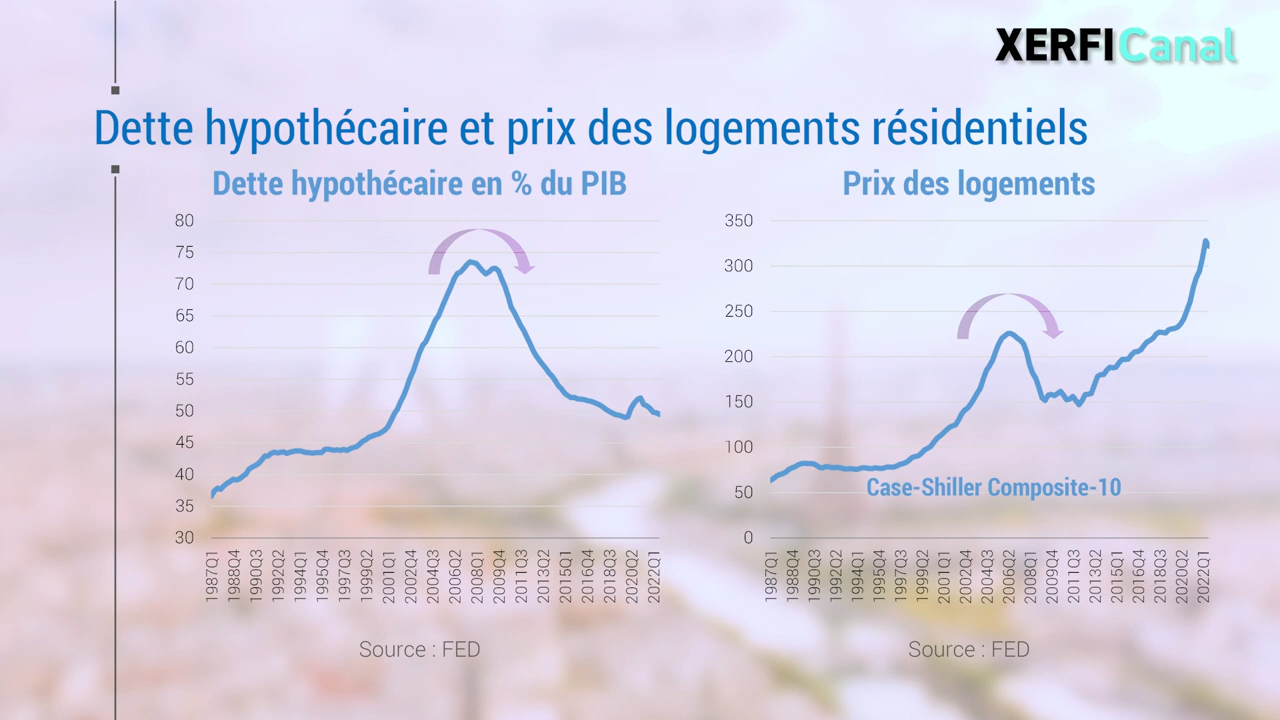 XERFI Canal
Dette hypothécaire et prix des logements résidentiels
Dette hypothécaire en % du PIB
80
75
70
65
60
55
50
45
40
35
30
1987Q1
1988Q4
1990Q3
1992Q2
1994Q1
1995Q4
1997Q3
1999Q2
2001Q1
2002Q4
2004Q3
2006Q2
2008Q1
2009Q4
2011Q3
2013Q2
2015Q1
2016Q4
2018Q3
2020Q2
2022Q1
Source : FED
Prix des logements
350
300
250
200
150
100
50
0
Case-Shiller Composite-10
1987Q1
1988Q4
1990Q3
1992Q2
1994Q1
1995Q4
1997Q3
1999Q2
2001Q1
2002Q4
2004Q3
2006Q2
2008Q1
2009Q4
2011Q3
2013Q2
2015Q1
2016Q4
2018Q3
2020Q2
2022Q1
Source : FED